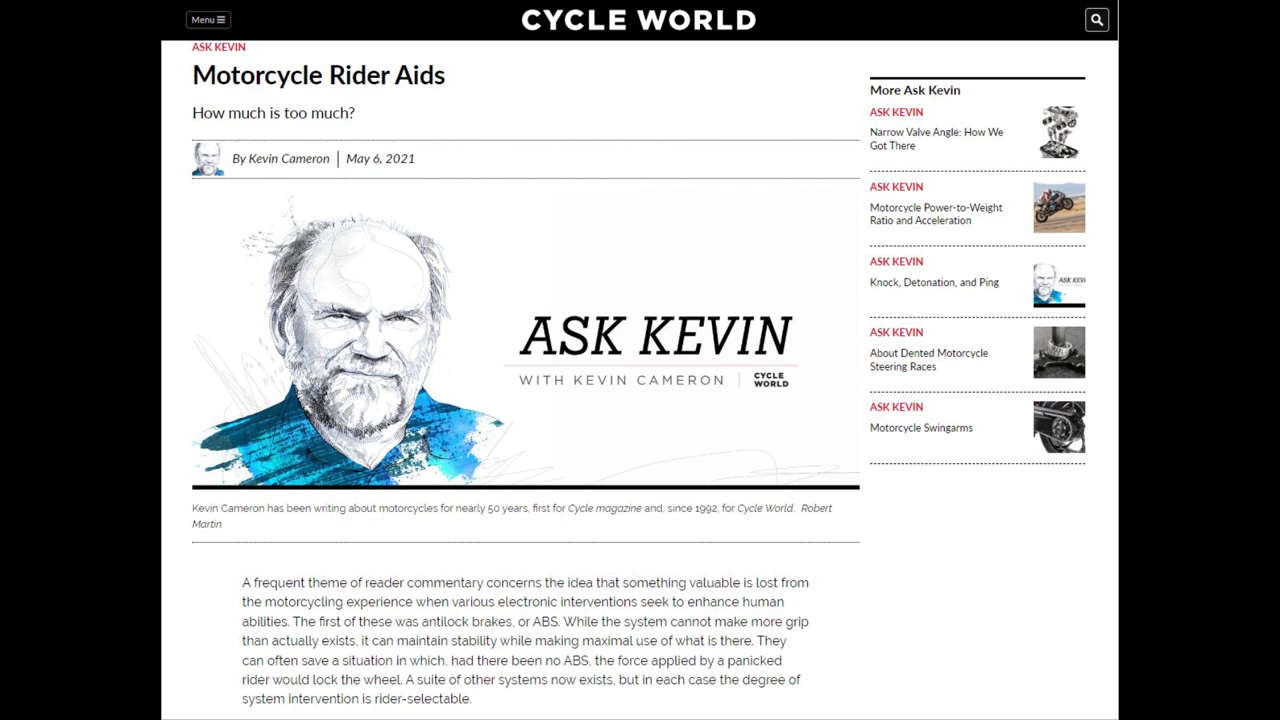 Menu
CYCLE WORLD
ASK KEVIN
Motorcycle Rider Aids
How much is too much?
By Kevin Cameron | May 6, 2021
ASK KEVIN
WITH KEVIN CAMERON | CYCLE
WORLD
Kevin Cameron has been writing about motorcycles for nearly 50 years, first for Cycle magazine and, since 1992, for Cycle World. Robert
Martin
A frequent theme of reader commentary concerns the idea that something valuable is lost from
the motorcycling experience when various electronic interventions seek to enhance human
abilities. The first of these was antilock brakes, or ABS. While the system cannot make more grip
than actually exists, it can maintain stability while making maximal use of what is there. They
can often save a situation in which, had there been no ABS, the force applied by a panicked
rider would lock the wheel. A suite of other systems now exists, but in each case the degree of
system intervention is rider-selectable.
More Ask Kevin
ASK KEVIN
Narrow Valve Angle: How We
Got There
ASK KEVIN
Motorcycle Power-to-Weight
Ratio and Acceleration
ASK KEVIN
Knock, Detonation, and Ping
ASK KEVI
ASK KEVIN
About Dented Motorcycle
Steering Races
ASK KEVIN
Motorcycle Swingarms